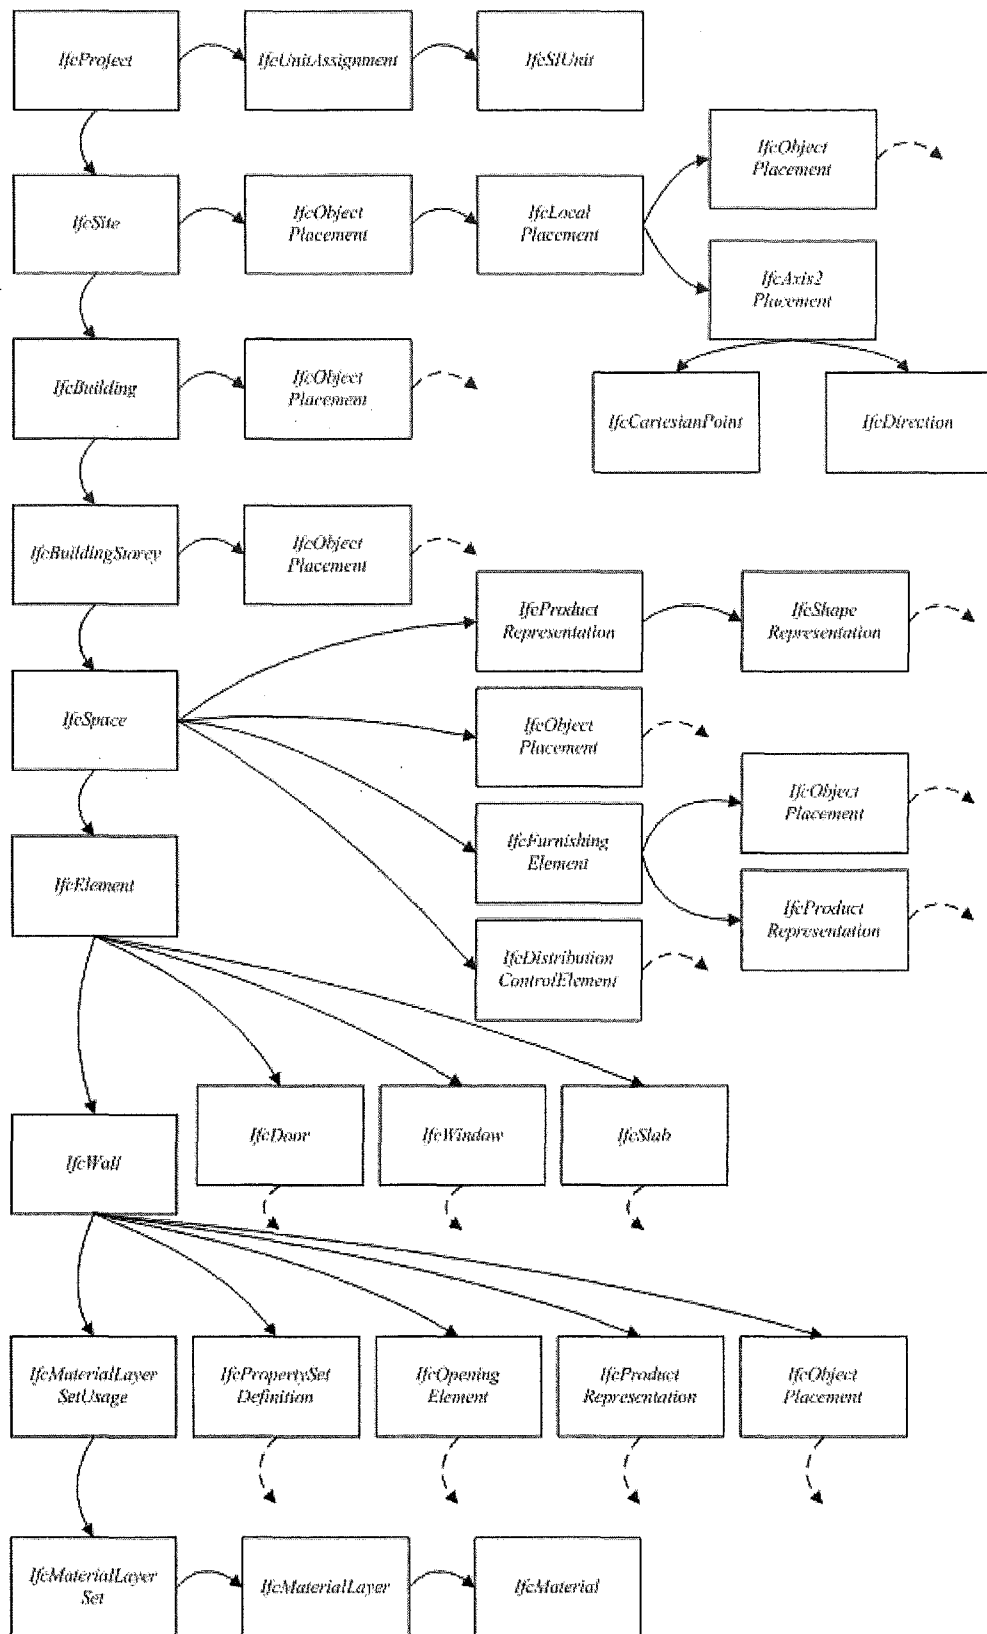 IfcProject
IfcUnitAssignment
IfcSIUnit
IfcObject
Placement
IfcSite
IfcObject
Placement
IfcLocal
Placement
IfcAxis2
Placement
IfcBuilding
IfcObject
Placement
IfcCartesianPoint
IfcDirection
IfcBuildingStorey
IfcObject
Placement
IfcProduct
Representation
IfcShape
Representation
IfcSpace
IfcObject
Placement
IfcObject
Placement
IfcFurnishing
Element
IfcElement
IfcProduct
Representation
IfcDistribution
ControlElement
IfcWall
IfcDoor
IfcWindow
IfcSlab
IfcMaterialLayer
SetUsage
IfcPropertySet
Definition
IfcOpening
Element
IfcProduct
Representation
IfcObject
Placement
IfcMaterialLayer
Set
IfcMaterialLayer
IfcMaterial